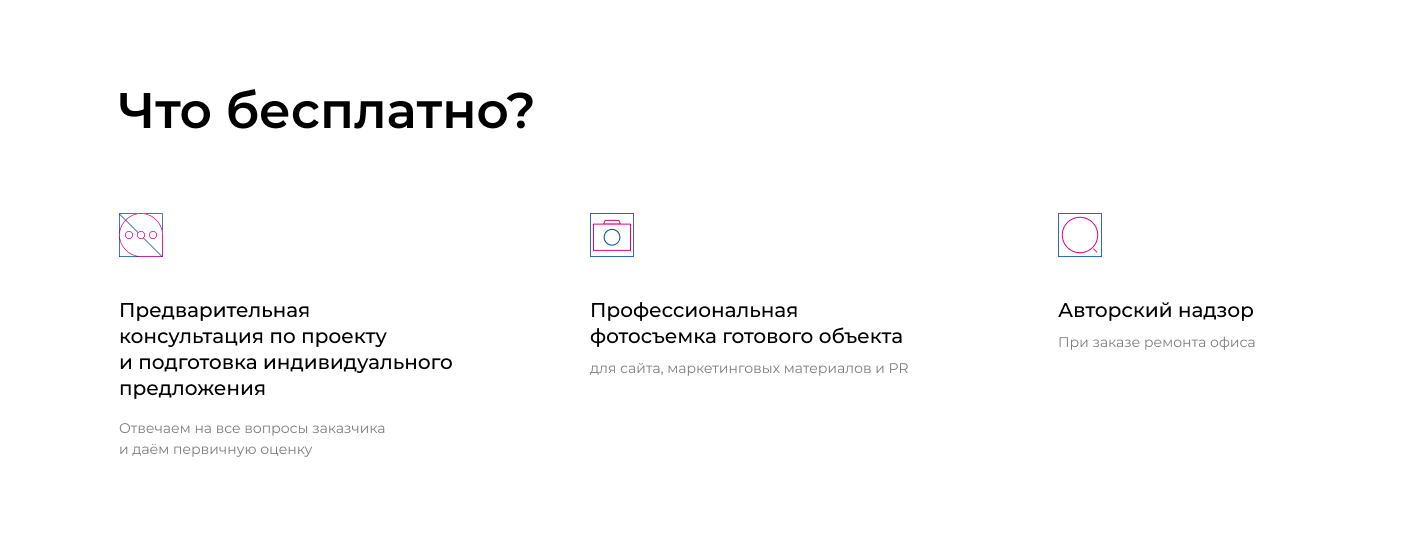 Что бесплатно?
Предварительная
консультация по проекту
и подготовка индивидуального
предложения
Отвечаем на все вопросы заказчика
и даём первичную оценку
Профессиональная
фотосъемка готового объекта
для сайта, маркетинговых материалов и PR
Авторский надзор
При заказе ремонта офиса